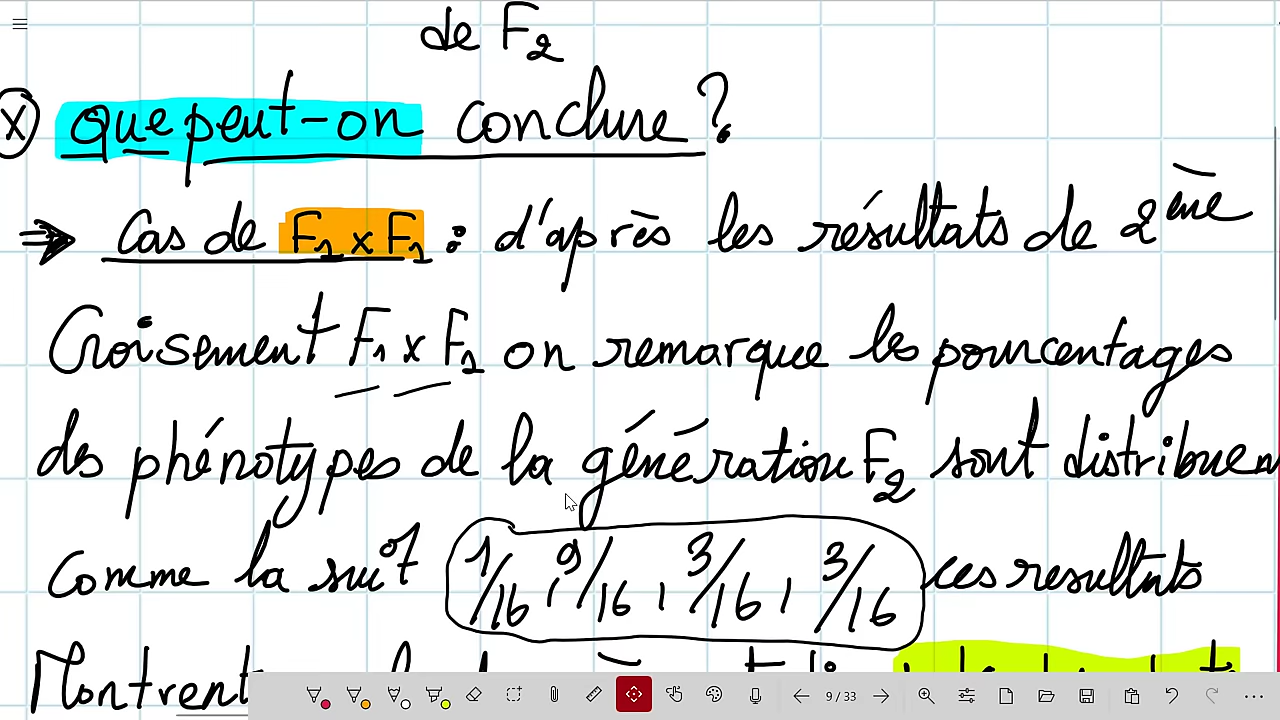 de F2
x que peut-on conclure ?
⇒ Cas de F1 x F1 : d'après les résultats de 2ème
Croisement F1 x F1 on remarque les pourcentages
des phénotypes de la génération F2 sont distribuen
comme la suit 1/16, 9/16, 3/16, 3/16 ces resultats
Montrent
9/33